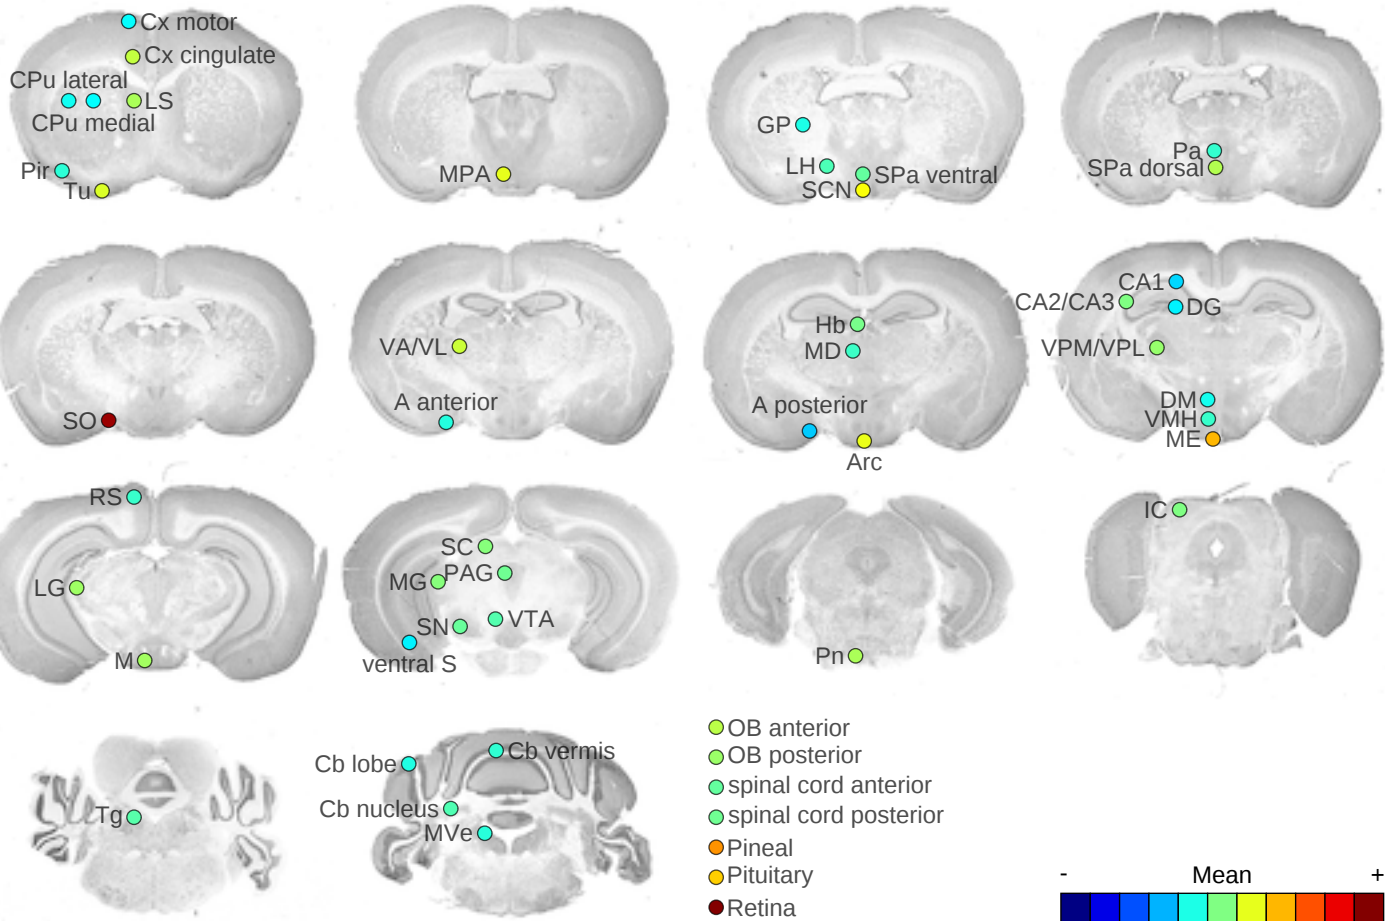 Cx motor
Cx cingulate
CPu lateral
LS
CPu medial
Pir
Tu
MPA
GP
LH
SPa ventral
SCN
Pa
SPa dorsal
SO
VA/VL
A anterior
Hb
MD
A posterior
Arc
CA1
CA2/CA3
DG
VPM/VPL
DM
VMH
ME
RS
LG
M
SC
MG
PAG
SN
VTA
ventral S
Pn
IC
Tg
Cb lobe
Cb vermis
Cb nucleus
MVe
OB anterior
OB posterior
spinal cord anterior
spinal cord posterior
Pineal
Pituitary
Retina
- Mean +